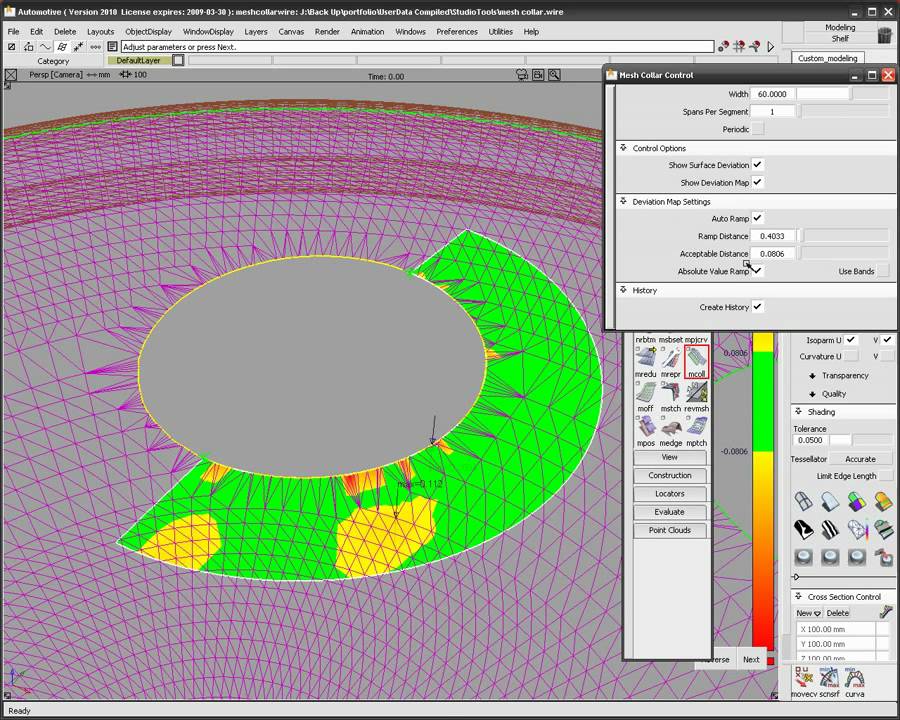 Automotive ( Version 2010  License expires: 2009-03-30 ): meshcollarwire: J:\Back Up\portfolio\UserData Compiled\StudioTools\mesh collar.wire
File Edit Delete Layouts ObjectDisplay WindowDisplay Layers Canvas Render Animation Windows Preferences Utilities Help
Modeling
Shelf
Adjust parameters or press Next.
Category
DefaultLayer
Custom_modeling
Persp [Camera] mm 100
Time: 0.00
Mesh Collar Control
Width 60.0000
Spans Per Segment 1
Periodic
Control Options
Show Surface Deviation
Show Deviation Map
Deviation Map Settings
Auto Ramp
Ramp Distance 0.4033
Acceptable Distance 0.0806
Absolute Value Ramp
Use Bands
History
Create History
nrbtm msbset mpjcrv
mredu mrepr mcoll
moff mstch revmsh
mpos medge mptch
View
Construction
Locators
Evaluate
Point Clouds
0.0806
-0.0806
max=0.112
Isoparm U V
Curvature U V
Transparency
Quality
Shading
Tolerance
0.0500
Tessellator Accurate
Limit Edge Length
Cross Section Control
New Delete
X 100.00 mm
Y 100.00 mm
Z 100.00 mm
Next
movecv scnsrf curva
Ready